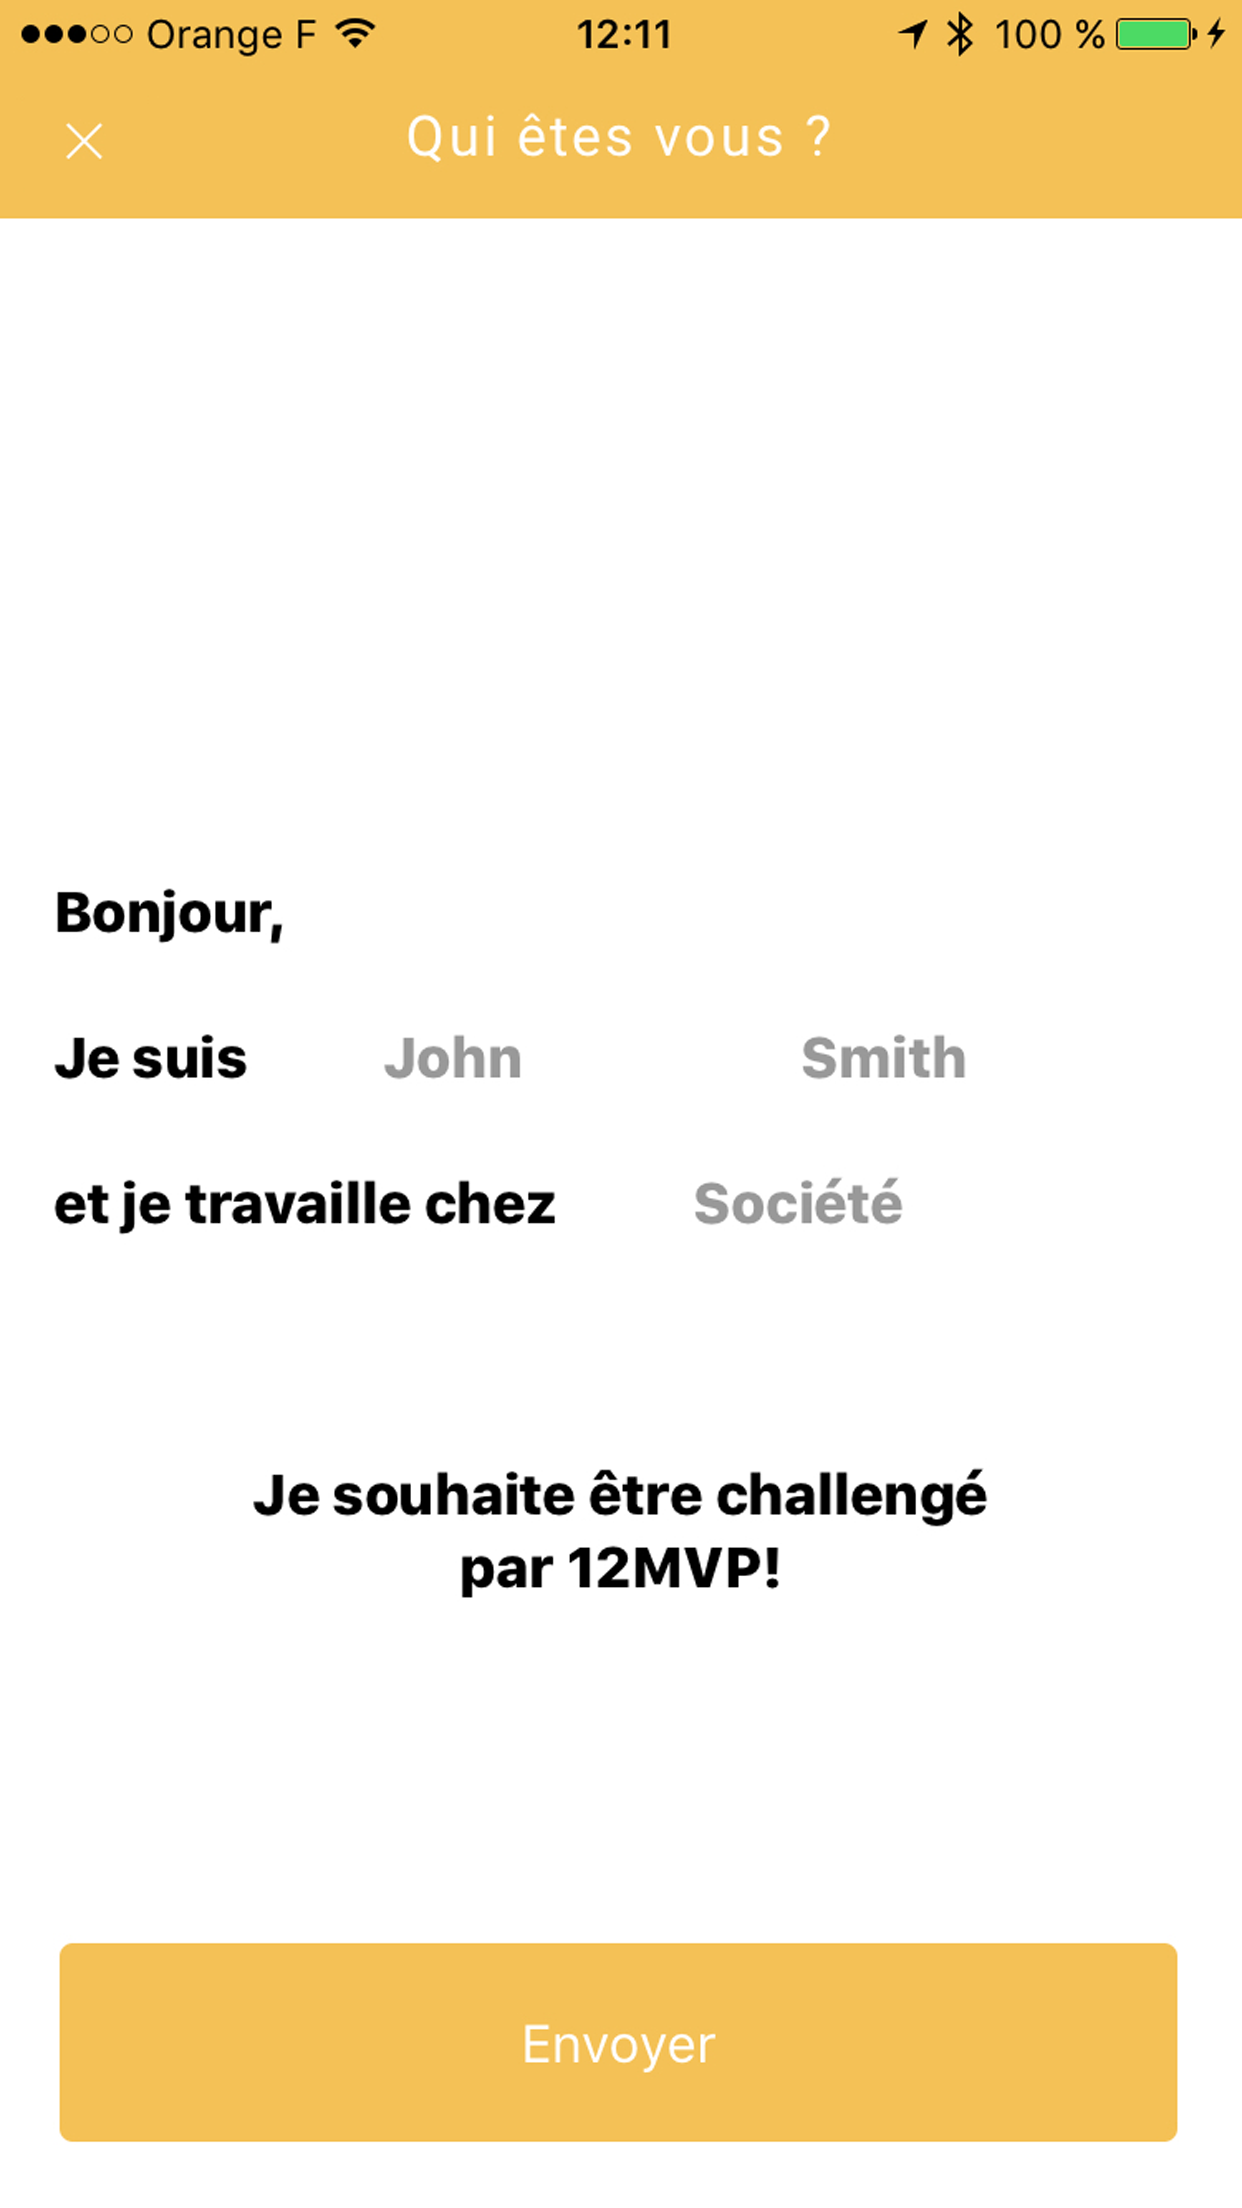 Orange F 12:11 100 %
Qui êtes vous ?
Bonjour,
Je suis John Smith
et je travaille chez Société
Je souhaite être challengé
par 12MVP!
Envoyer